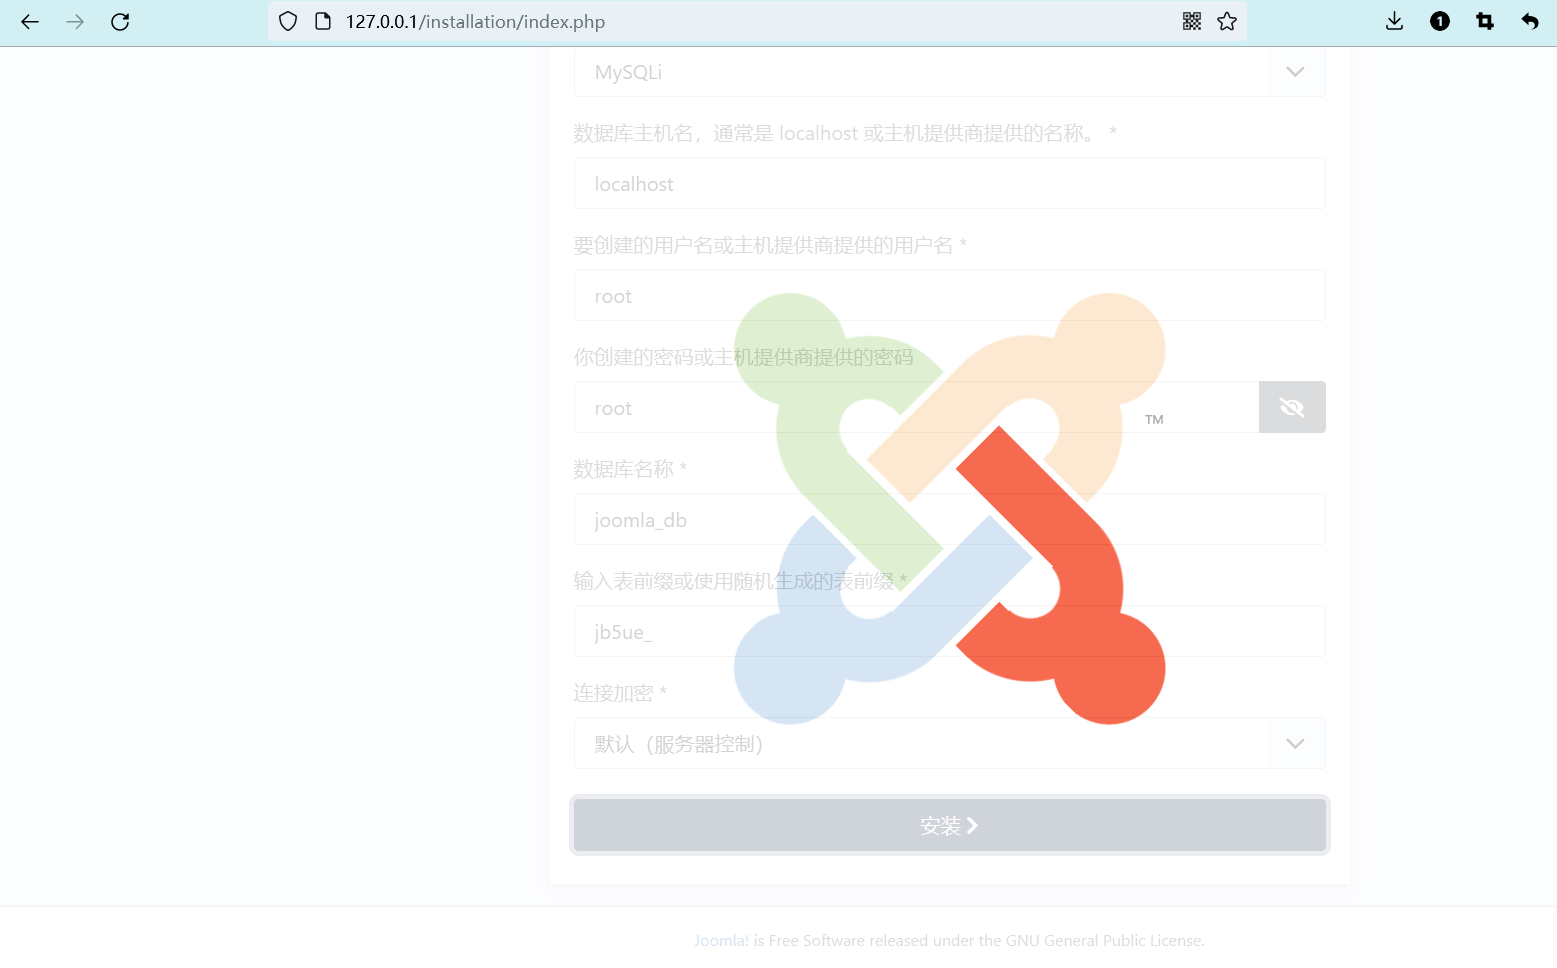 127.0.0.1/installation/index.php
1
MySQLi
数据库主机名，通常是 localhost 或主机提供商提供的名称。 *
localhost
要创建的用户名或主机提供商提供的用户名 *
root
你创建的密码或主机提供商提供的密码
root
TM
数据库名称 *
joomla_db
输入表前缀或使用随机生成的表前缀 *
jb5ue_
连接加密 *
默认（服务器控制）
安装
Joomla! is Free Software released under the GNU General Public License.